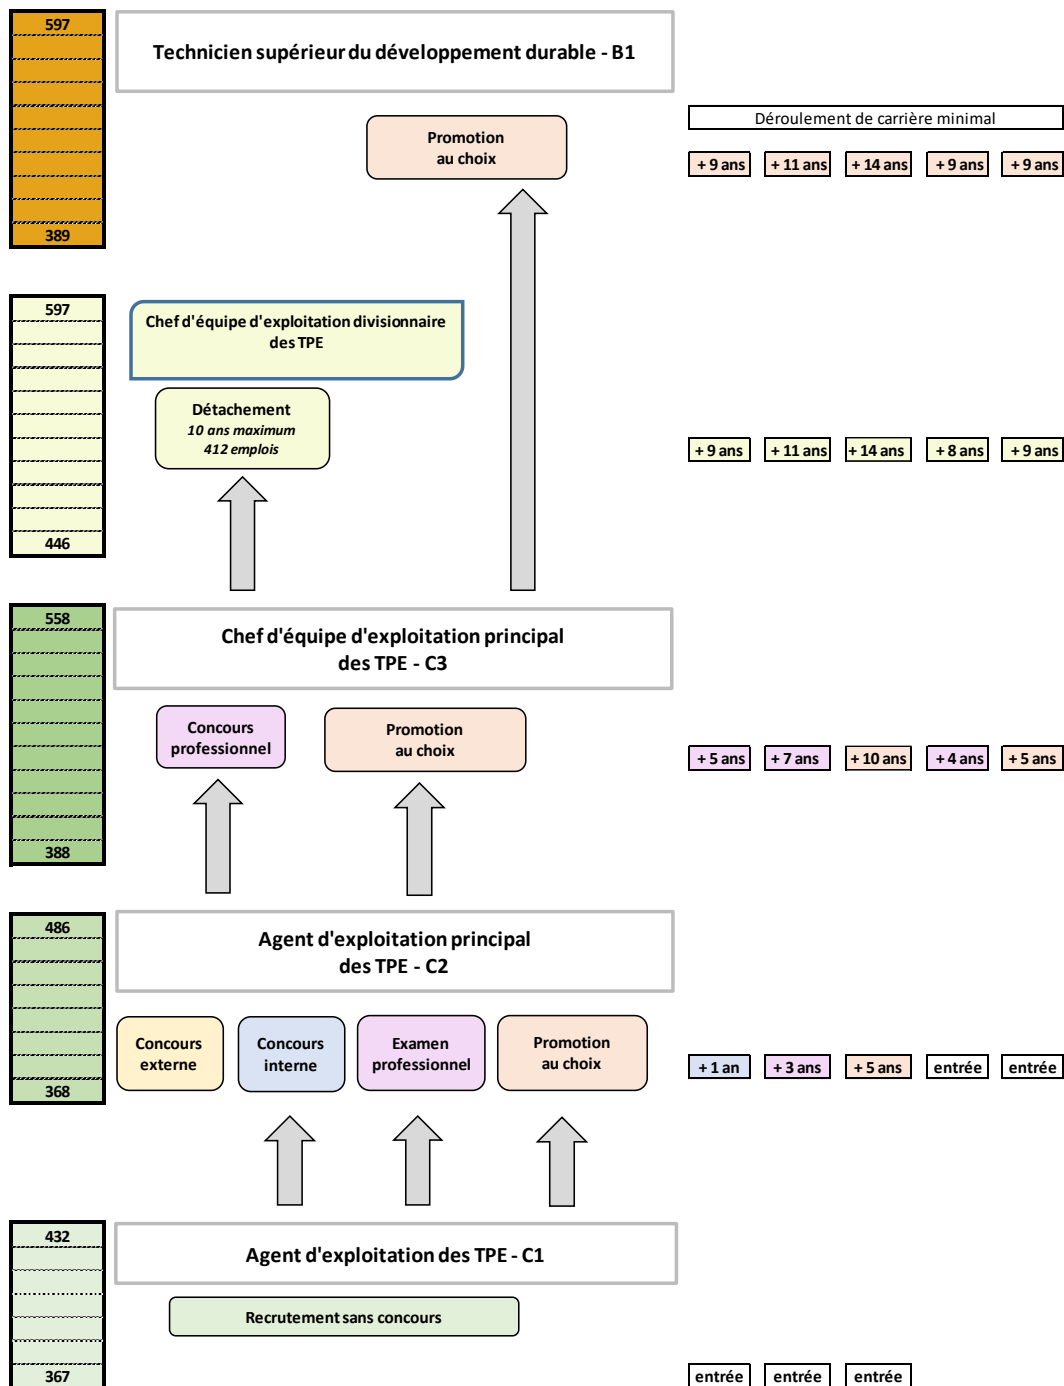 597
Technicien supérieur du développement durable - B1
Déroulement de carrière minimal
Promotion
au choix
+ 9 ans
+ 11 ans
+ 14 ans
+ 9 ans
+ 9 ans
389
597
Chef d'équipe d'exploitation divisionnaire
des TPE
Détachement
10 ans maximum
412 emplois
+ 9 ans
+ 11 ans
+ 14 ans
+ 8 ans
+ 9 ans
446
558
Chef d'équipe d'exploitation principal
des TPE - C3
Concours
professionnel
Promotion
au choix
+ 5 ans
+ 7 ans
+ 10 ans
+ 4 ans
+ 5 ans
388
486
Agent d'exploitation principal
des TPE - C2
Concours
externe
Concours
interne
Examen
professionnel
Promotion
au choix
+ 1 an
+ 3 ans
+ 5 ans
entrée
entrée
368
432
Agent d'exploitation des TPE - C1
Recrutement sans concours
367
entrée
entrée
entrée